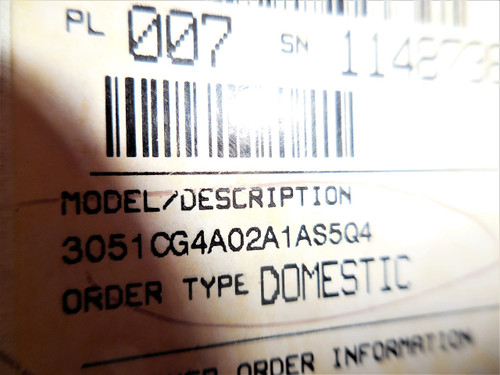 PL 007 SN
MODEL/DESCRIPTION
3051CG4A02A1AS5Q4
ORDER TYPE DOMESTIC
ORDER INFORMATION